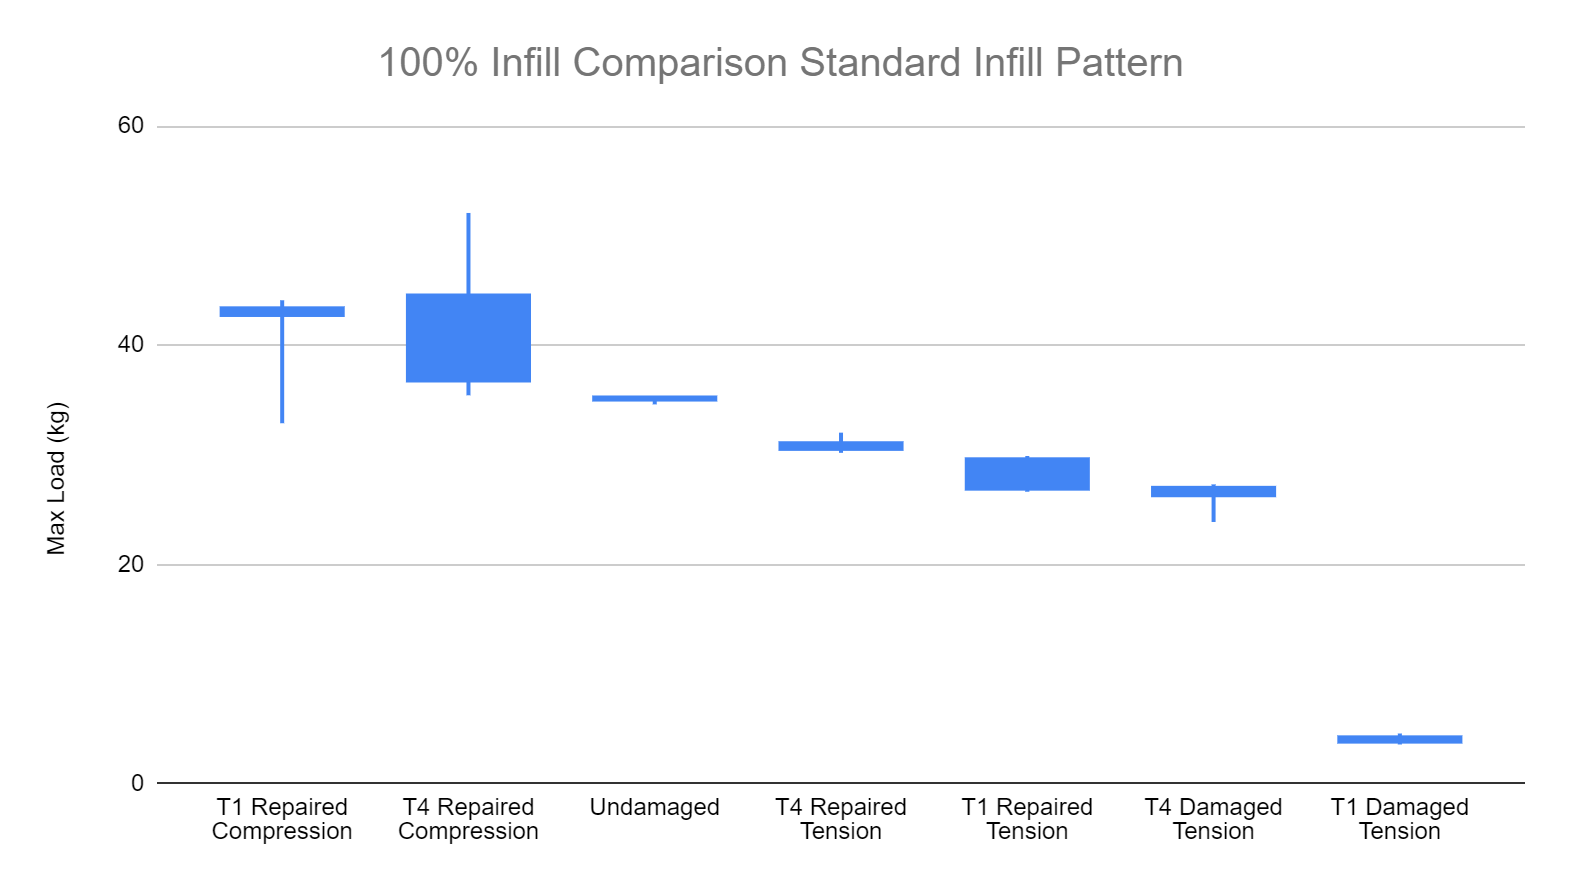 100% Infill Comparison Standard Infill Pattern
60
40
20
0
Max Load (kg)
T1 Repaired
Compression
T4 Repaired
Compression
Undamaged
T4 Repaired
Tension
T1 Repaired
Tension
T4 Damaged
Tension
T1 Damaged
Tension